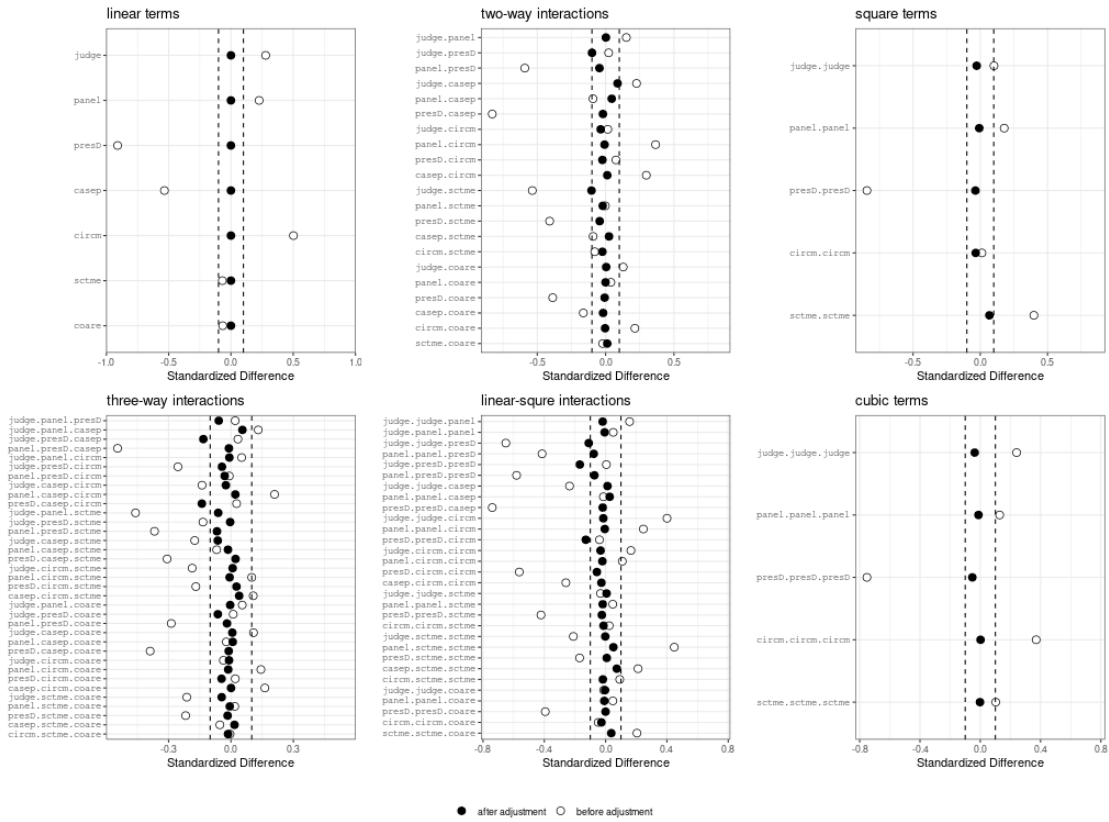 linear terms
judge
panel
presD
casep
circm
sctme
coare
-1.0 -0.5 0.0 0.5 1.0
Standardized Difference
two-way interactions
judge.panel
judge.presD
panel.presD
judge.casep
panel.casep
presD.casep
judge.circm
panel.circm
presD.circm
casep.circm
judge.sctme
panel.sctme
presD.sctme
casep.sctme
circm.sctme
judge.coare
panel.coare
presD.coare
casep.coare
circm.coare
sctme.coare
-0.5 0.0 0.5
Standardized Difference
square terms
judge.judge
panel.panel
presD.presD
circm.circm
sctme.sctme
-0.5 0.0 0.5
Standardized Difference
three-way interactions
judge.panel.presD
judge.panel.casep
judge.presD.casep
panel.presD.casep
judge.panel.circm
judge.presD.circm
panel.presD.circm
judge.casep.circm
panel.casep.circm
presD.casep.circm
judge.panel.sctme
judge.presD.sctme
panel.presD.sctme
judge.casep.sctme
panel.casep.sctme
presD.casep.sctme
judge.circm.sctme
panel.circm.sctme
presD.circm.sctme
casep.circm.sctme
judge.panel.coare
judge.presD.coare
panel.presD.coare
judge.casep.coare
panel.casep.coare
presD.casep.coare
judge.circm.coare
panel.circm.coare
presD.circm.coare
casep.circm.coare
judge.sctme.coare
panel.sctme.coare
presD.sctme.coare
casep.sctme.coare
circm.sctme.coare
-0.3 0.0 0.3
Standardized Difference
linear-squre interactions
judge.judge.panel
judge.panel.panel
judge.judge.presD
panel.panel.presD
judge.presD.presD
panel.presD.presD
judge.judge.casep
panel.panel.casep
presD.presD.casep
judge.judge.circm
panel.panel.circm
presD.presD.circm
judge.circm.circm
panel.circm.circm
presD.circm.circm
casep.circm.circm
judge.judge.sctme
panel.panel.sctme
presD.presD.sctme
circm.circm.sctme
judge.sctme.sctme
panel.sctme.sctme
presD.sctme.sctme
casep.sctme.sctme
circm.sctme.sctme
judge.judge.coare
panel.panel.coare
presD.presD.coare
circm.circm.coare
sctme.sctme.coare
-0.8 -0.4 0.0 0.4 0.8
Standardized Difference
cubic terms
judge.judge.judge
panel.panel.panel
presD.presD.presD
circm.circm.circm
sctme.sctme.sctme
-0.8 -0.4 0.0 0.4 0.8
Standardized Difference
after adjustment before adjustment